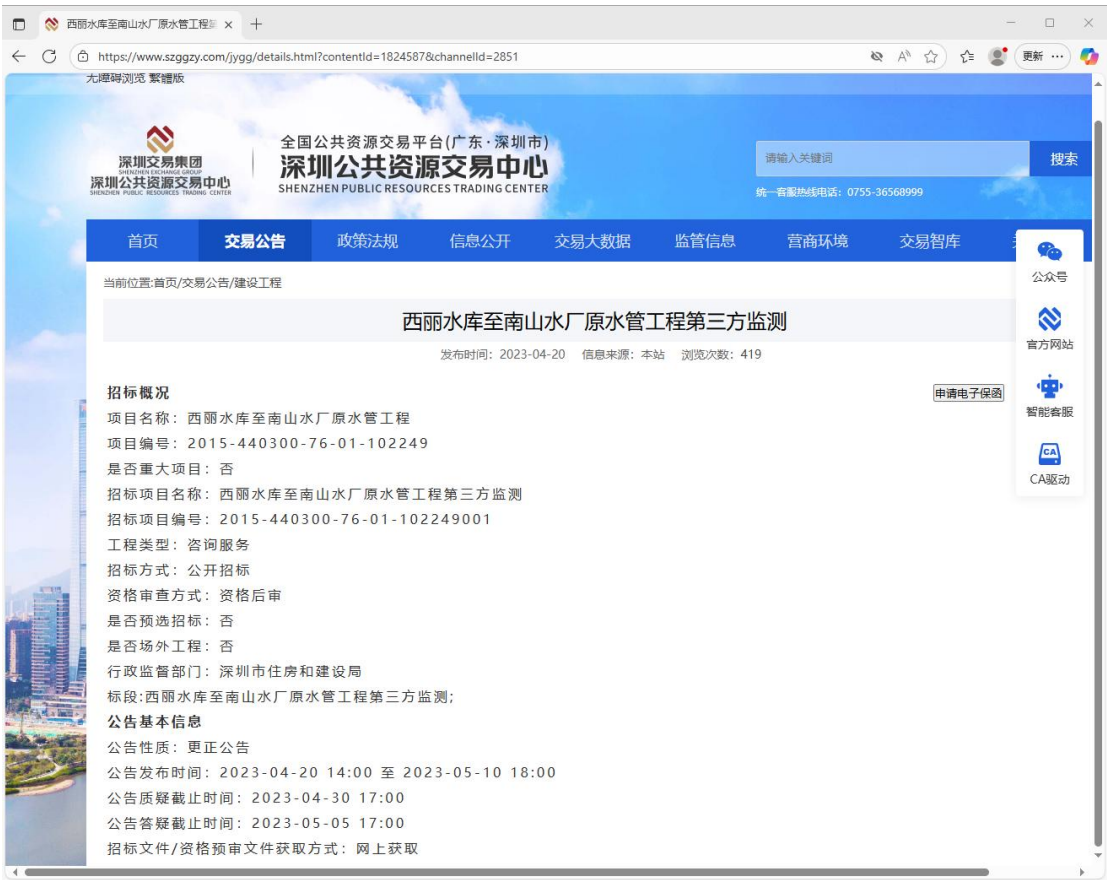 西丽水库至南山水厂原水管工程
https://www.szggzy.com/jygg/details.html?contentId=1824587&channelId=2851
更新
无障碍浏览 繁體版
深圳交易集团
SHENZHEN EXCHANGE GROUP
深圳公共资源交易中心
SHENZHEN PUBLIC RESOURCES TRADING CENTER
全国公共资源交易平台(广东·深圳市)
深圳公共资源交易中心
SHENZHEN PUBLIC RESOURCES TRADING CENTER
请输入关键词
搜索
统一客服热线电话：0755-36568999
首页 交易公告 政策法规 信息公开 交易大数据 监管信息 营商环境 交易智库
公众号
官方网站
智能客服
CA
CA驱动
当前位置:首页/交易公告/建设工程
西丽水库至南山水厂原水管工程第三方监测
发布时间：2023-04-20 信息来源：本站 浏览次数：419
招标概况
申请电子保函
项目名称：西丽水库至南山水厂原水管工程
项目编号：2015-440300-76-01-102249
是否重大项目：否
招标项目名称：西丽水库至南山水厂原水管工程第三方监测
招标项目编号：2015-440300-76-01-102249001
工程类型：咨询服务
招标方式：公开招标
资格审查方式：资格后审
是否预选招标：否
是否场外工程：否
行政监督部门：深圳市住房和建设局
标段:西丽水库至南山水厂原水管工程第三方监测;
公告基本信息
公告性质：更正公告
公告发布时间：2023-04-20 14:00 至 2023-05-10 18:00
公告质疑截止时间：2023-04-30 17:00
公告答疑截止时间：2023-05-05 17:00
招标文件/资格预审文件获取方式：网上获取